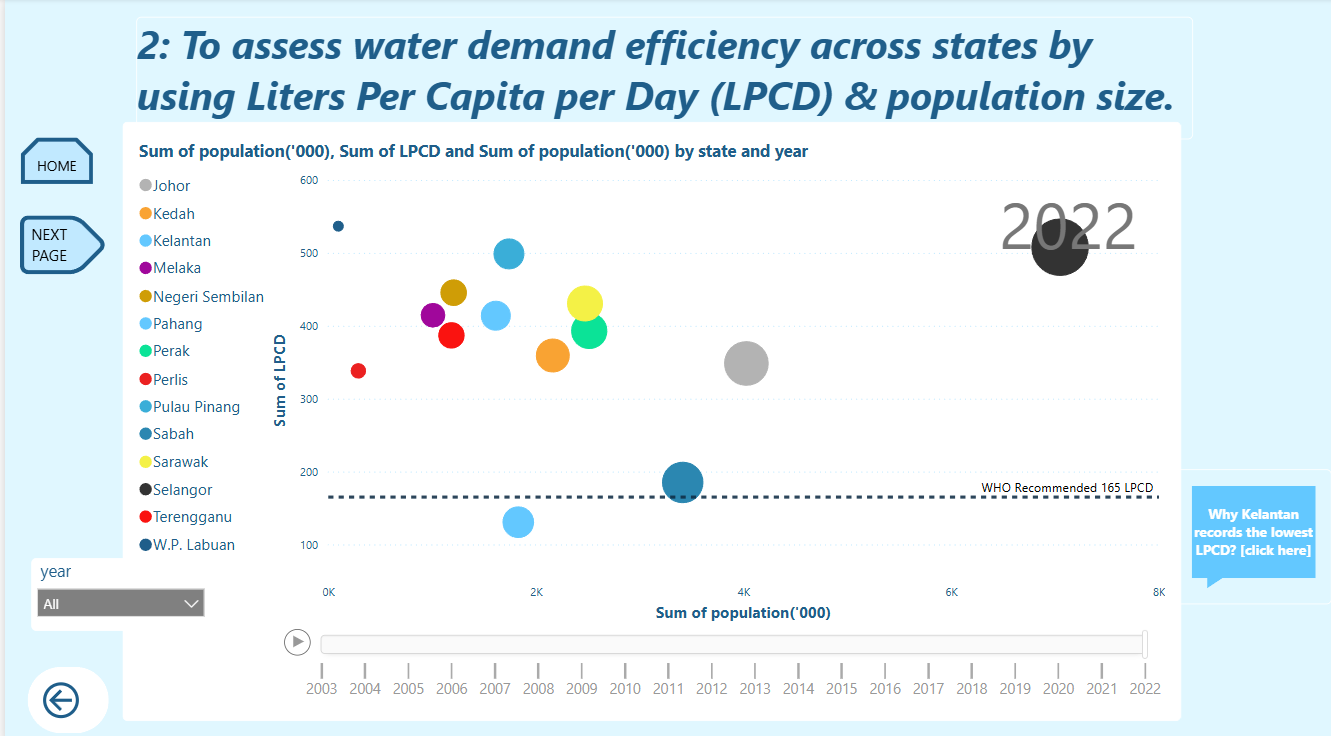 2: To assess water demand efficiency across states by
using Liters Per Capita per Day (LPCD) & population size.
HOME
NEXT
PAGE
Sum of population('000), Sum of LPCD and Sum of population('000) by state and year
Johor
Kedah
Kelantan
Melaka
Negeri Sembilan
Pahang
Perak
Perlis
Pulau Pinang
Sabah
Sarawak
Selangor
Terengganu
W.P. Labuan
Sum of LPCD
600
500
400
300
200
100
2022
WHO Recommended 165 LPCD
0K 2K 4K 6K 8K
Sum of population('000)
Why Kelantan
records the lowest
LPCD? [click here]
year
All
2003 2004 2005 2006 2007 2008 2009 2010 2011 2012 2013 2014 2015 2016 2017 2018 2019 2020 2021 2022